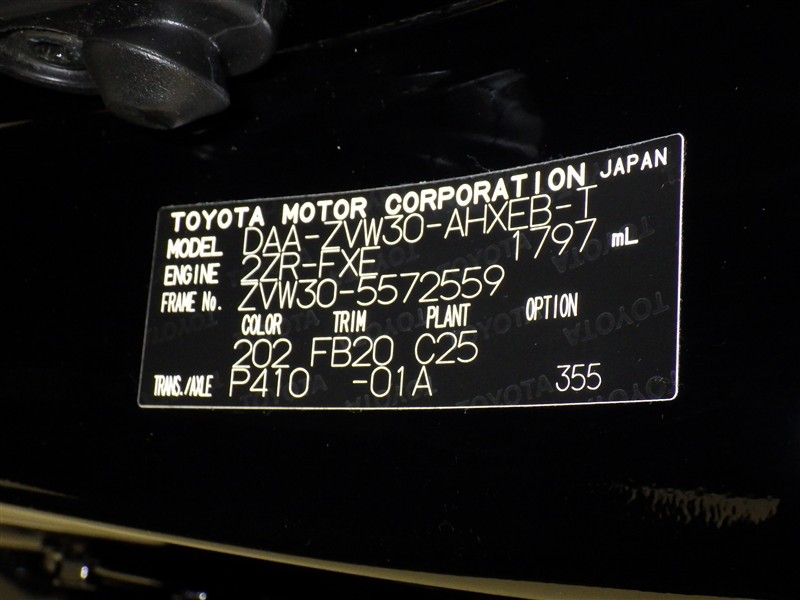 TOYOTA MOTOR CORPORATION JAPAN
MODEL DAA-ZVW30-AHXEB-T
ENGINE 2ZR-FXE 1797 mL
FRAME No. ZVW30-5572559
COLOR TRIM PLANT OPTION
202 FB20 C25
TRANS./AXLE P410 -01A 355